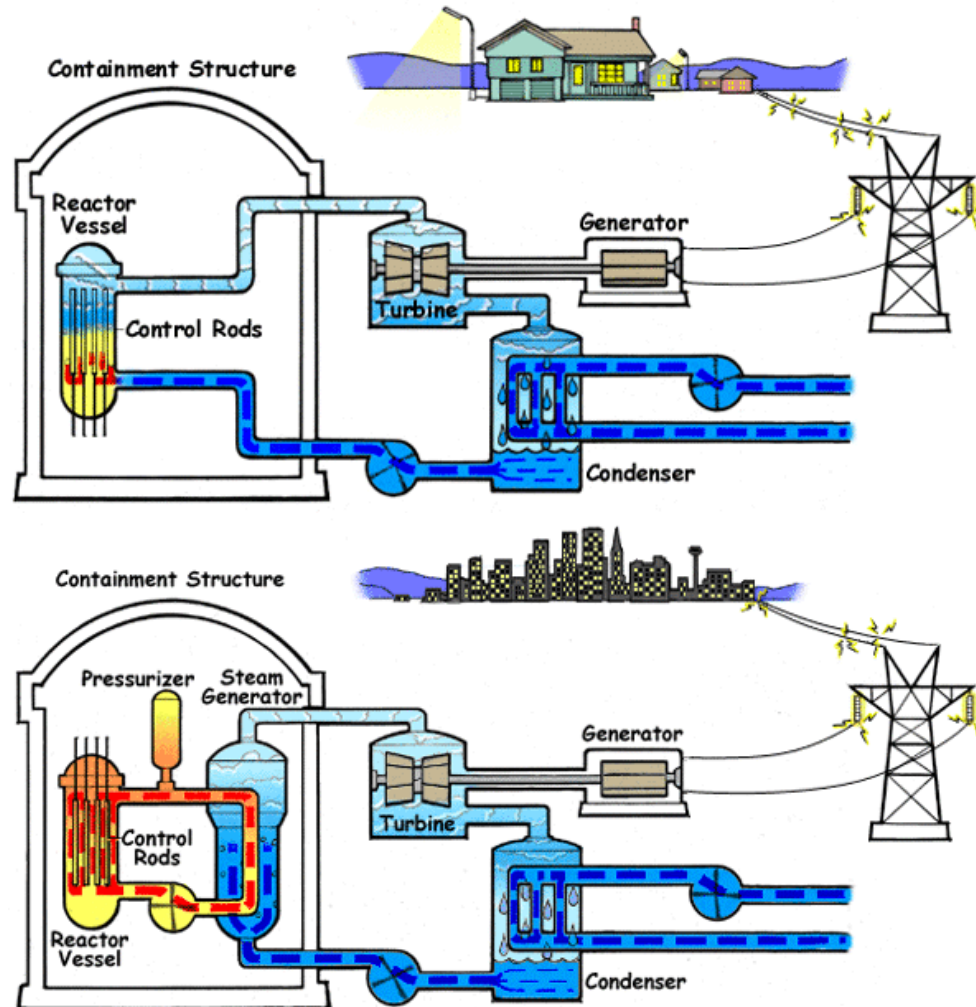 Containment Structure
Reactor
Vessel
Generator
Turbine
Control Rods
Condenser
Containment Structure
Pressurizer
Steam
Generator
Generator
Turbine
Control
Rods
Reactor
Vessel
Condenser